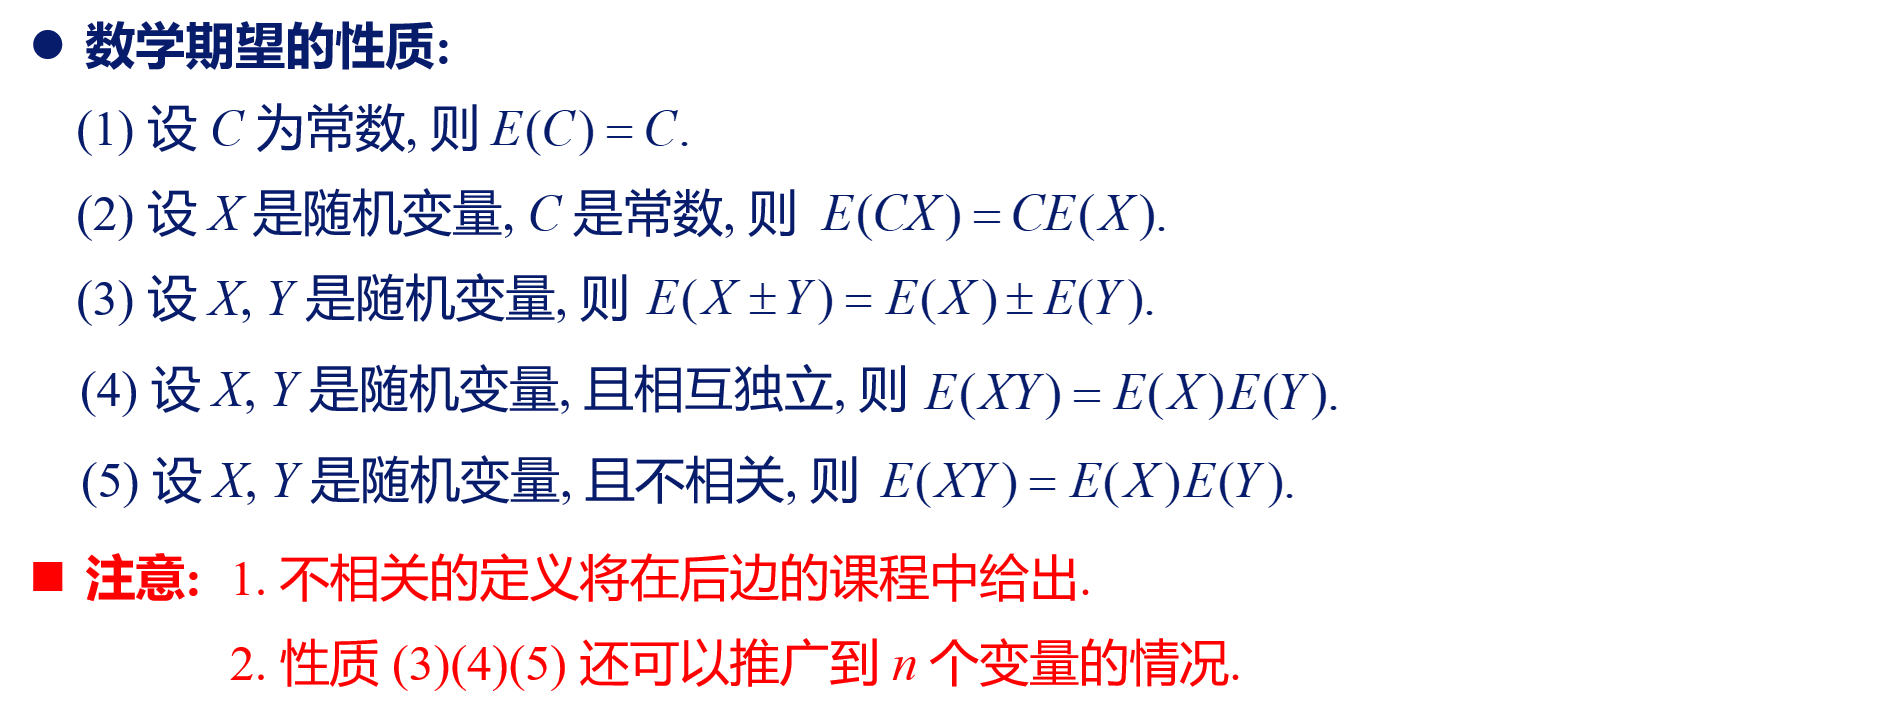 ● 数学期望的性质:
(1) 设 C 为常数, 则 E(C) = C.
(2) 设 X 是随机变量, C 是常数, 则 E(CX) = CE(X).
(3) 设 X, Y 是随机变量, 则 E(X ± Y) = E(X) ± E(Y).
(4) 设 X, Y 是随机变量, 且相互独立, 则 E(XY) = E(X)E(Y).
(5) 设 X, Y 是随机变量, 且不相关, 则 E(XY) = E(X)E(Y).
■ 注意: 1. 不相关的定义将在后边的课程中给出.
2. 性质 (3)(4)(5) 还可以推广到 n 个变量的情况.